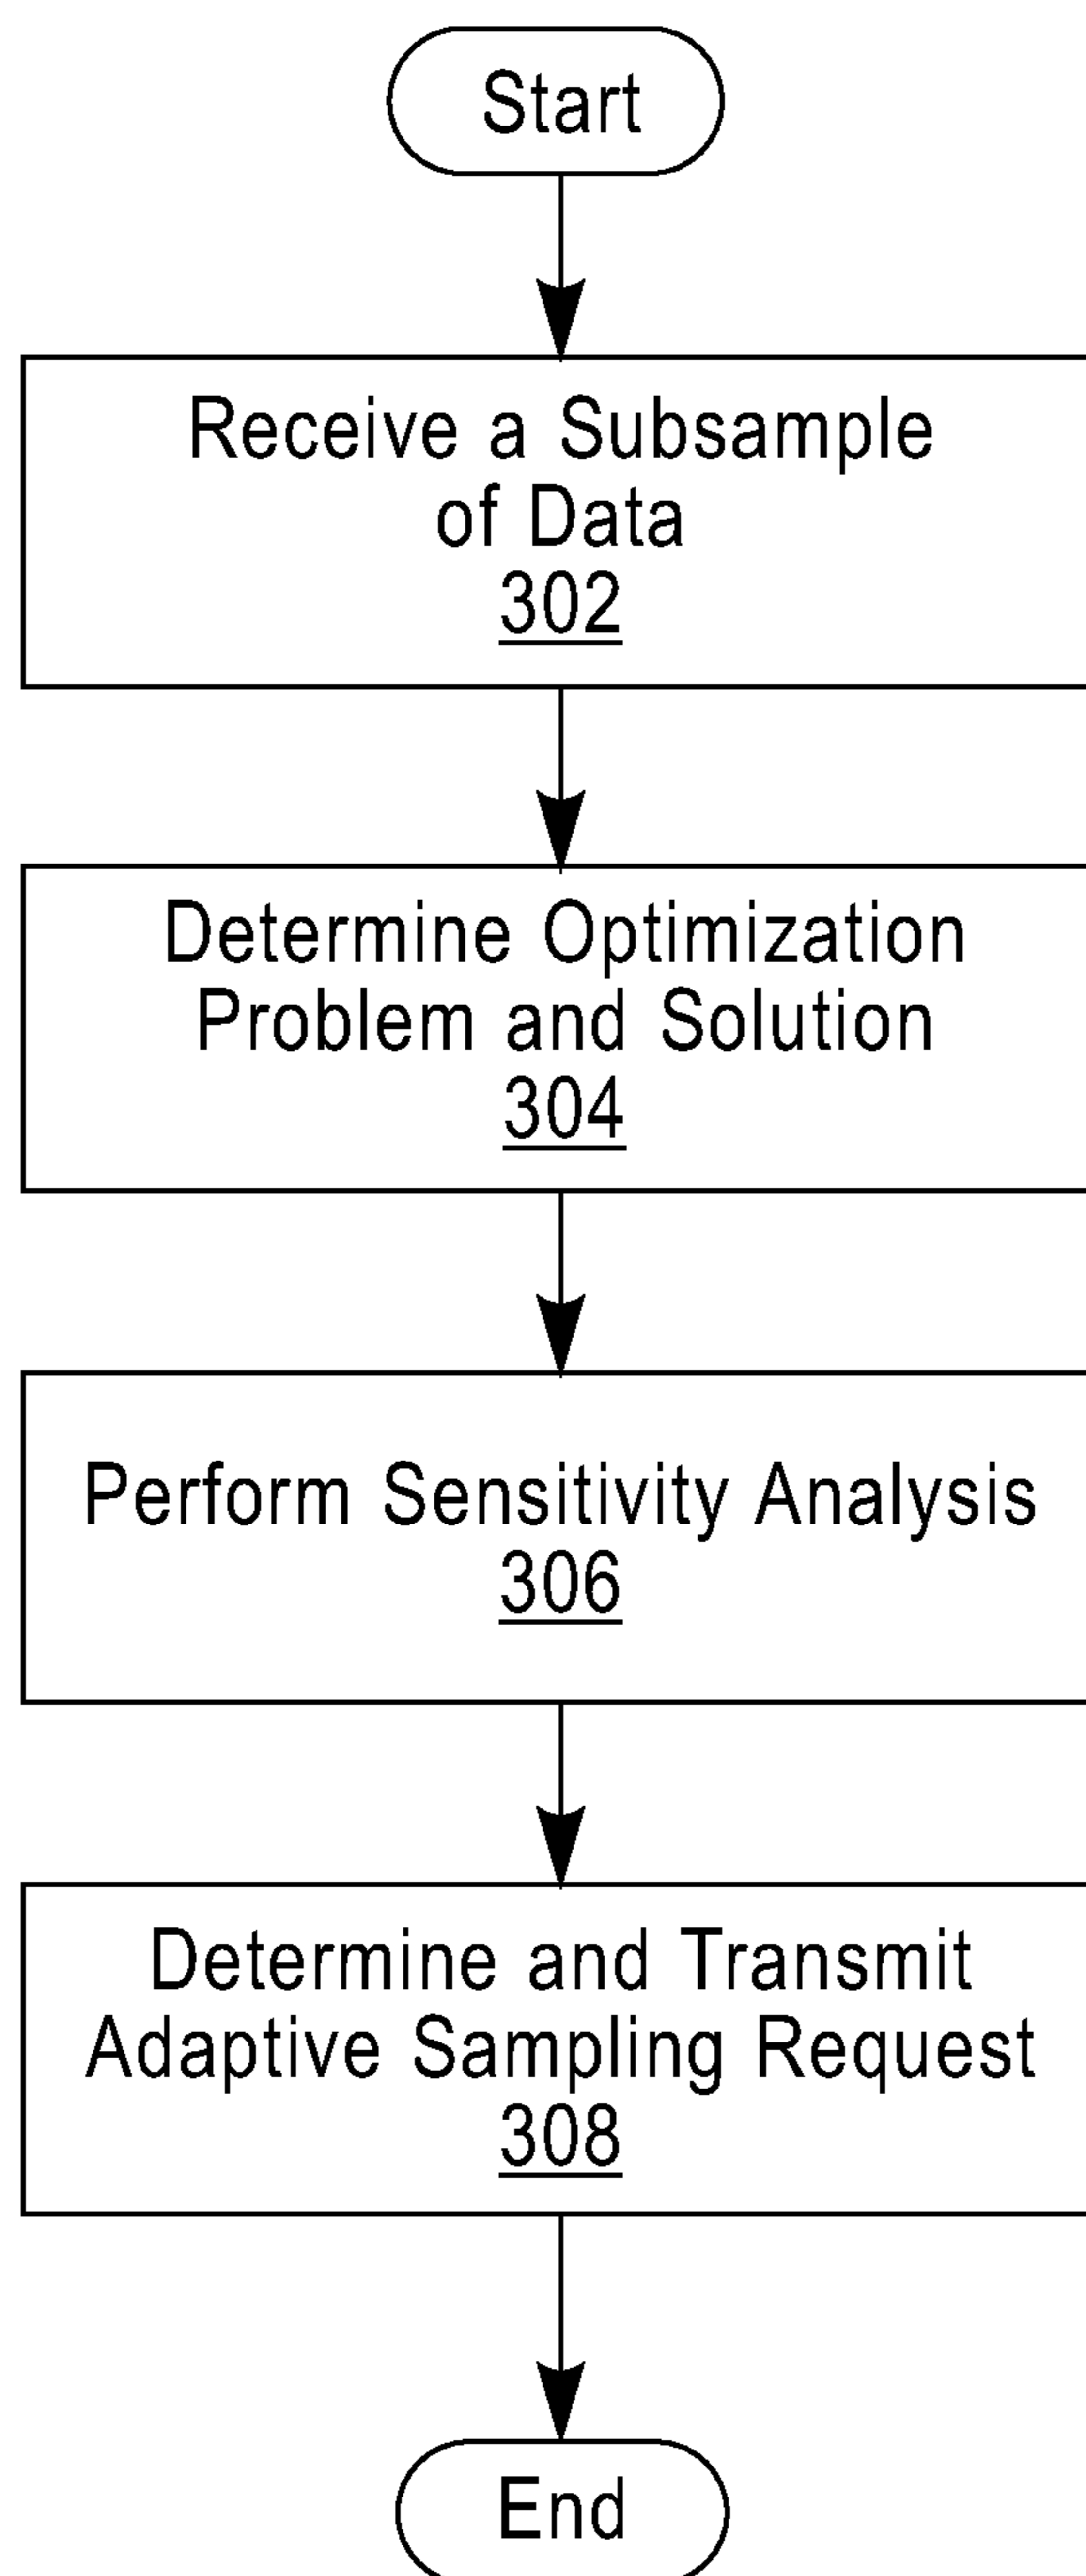 Start
Receive a Subsample
of Data
302
Determine Optimization
Problem and Solution
304
Perform Sensitivity Analysis
306
Determine and Transmit
Adaptive Sampling Request
308
End